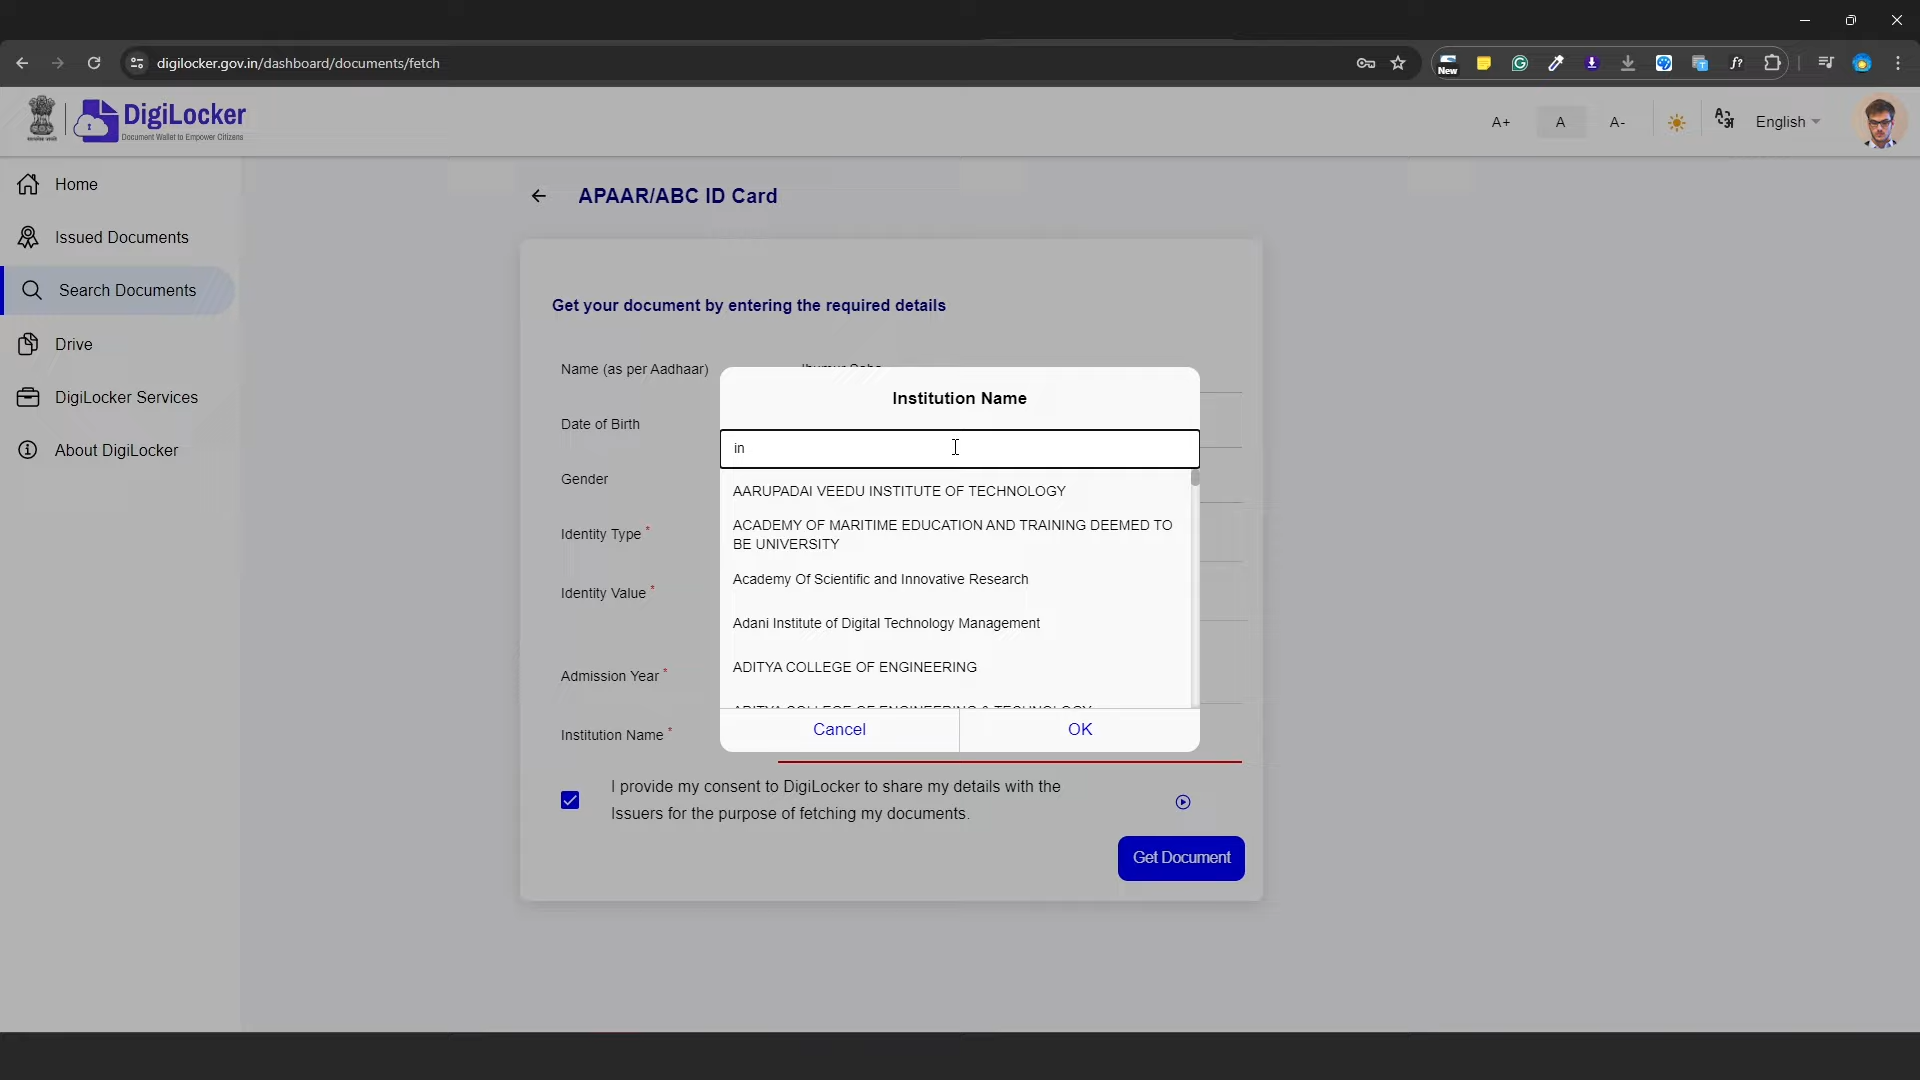 digilocker.gov.in/dashboard/documents/fetch
New
f?
DigiLocker
Document Wallet to Empower Citizens
A+
A
A-
English
Home
Issued Documents
Search Documents
Drive
DigiLocker Services
About DigiLocker
APAAR/ABC ID Card
Get your document by entering the required details
Name (as per Aadhaar)
Date of Birth
Gender
Identity Type *
Identity Value *
Admission Year *
Institution Name *
Institution Name
in
AARUPADAI VEEDU INSTITUTE OF TECHNOLOGY
ACADEMY OF MARITIME EDUCATION AND TRAINING DEEMED TO
BE UNIVERSITY
Academy Of Scientific and Innovative Research
Adani Institute of Digital Technology Management
ADITYA COLLEGE OF ENGINEERING
ADITYA COLLEGE OF ENGINEERING & TECHNOLOGY
Cancel
OK
I provide my consent to DigiLocker to share my details with the
Issuers for the purpose of fetching my documents.
Get Document